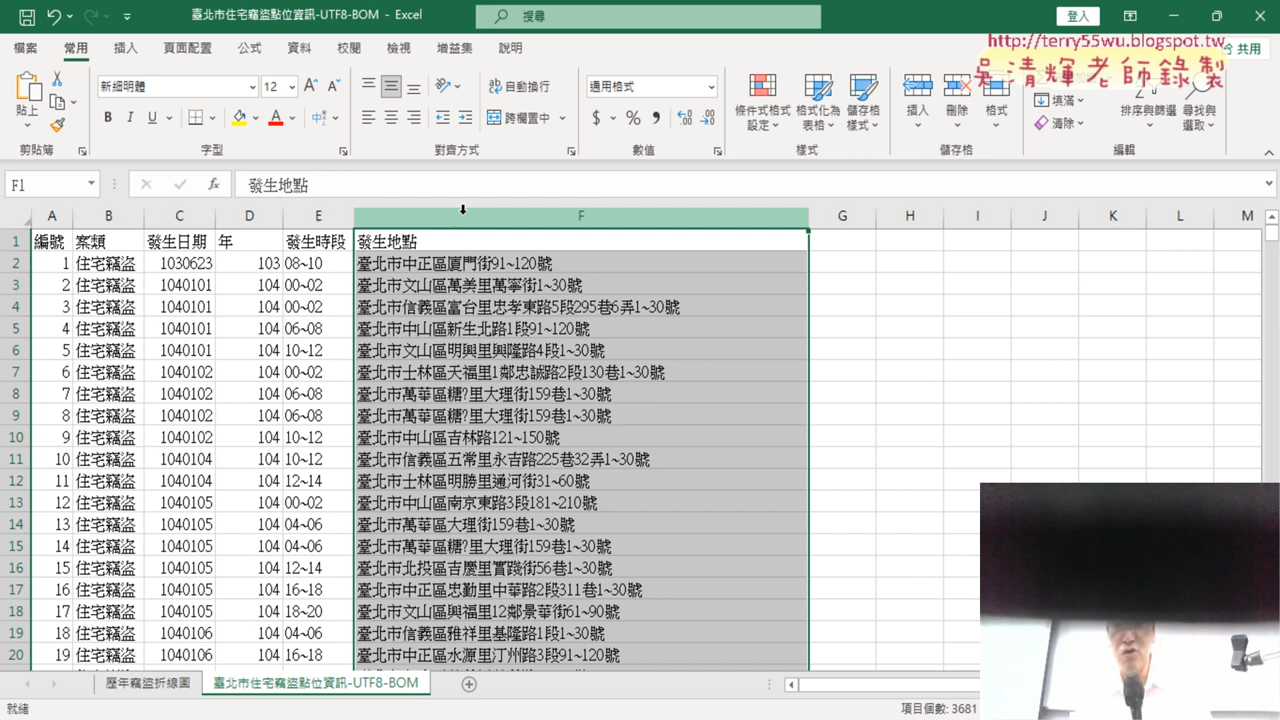 臺北市住宅竊盜點位資訊-UTF8-BOM - Excel
搜尋
登入
檔案 常用 插入 頁面配置 公式 資料 校閱 檢視 增益集 說明
共用
http://terry55wu.blogspot.tw
吳清輝老師錄製
新細明體 12
自動換行
通用格式
貼上
跨欄置中
條件式格式設定
格式化為表格
儲存格樣式
插入 刪除 格式
填滿
清除
排序與篩選
尋找與選取
剪貼簿 字型 對齊方式 數值 樣式 儲存格 編輯
F1 發生地點
A B C D E F G H I J K L M
1 編號 案類 發生日期 年 發生時段 發生地點
2 1 住宅竊盜 1030623 103 08~10 臺北市中正區廈門街91~120號
3 2 住宅竊盜 1040101 104 00~02 臺北市文山區萬美里萬寧街1~30號
4 3 住宅竊盜 1040101 104 00~02 臺北市信義區富台里忠孝東路5段295巷6弄1~30號
5 4 住宅竊盜 1040101 104 06~08 臺北市中山區新生北路1段91~120號
6 5 住宅竊盜 1040101 104 10~12 臺北市文山區明興里興隆路4段1~30號
7 6 住宅竊盜 1040102 104 00~02 臺北市士林區天福里1鄰忠誠路2段130巷1~30號
8 7 住宅竊盜 1040102 104 06~08 臺北市萬華區糖?里大理街159巷1~30號
9 8 住宅竊盜 1040102 104 06~08 臺北市萬華區糖?里大理街159巷1~30號
10 9 住宅竊盜 1040102 104 10~12 臺北市中山區吉林路121~150號
11 10 住宅竊盜 1040104 104 10~12 臺北市信義區五常里永吉路225巷32弄1~30號
12 11 住宅竊盜 1040104 104 12~14 臺北市士林區明勝里通河街31~60號
13 12 住宅竊盜 1040105 104 00~02 臺北市中山區南京東路3段181~210號
14 13 住宅竊盜 1040105 104 04~06 臺北市萬華區大理街159巷1~30號
15 14 住宅竊盜 1040105 104 04~06 臺北市萬華區糖?里大理街159巷1~30號
16 15 住宅竊盜 1040105 104 12~14 臺北市北投區吉慶里實踐街56巷1~30號
17 16 住宅竊盜 1040105 104 16~18 臺北市中正區忠勤里中華路2段311巷1~30號
18 17 住宅竊盜 1040105 104 18~20 臺北市文山區興福里12鄰景華街61~90號
19 18 住宅竊盜 1040106 104 04~06 臺北市信義區雅祥里基隆路1段1~30號
20 19 住宅竊盜 1040106 104 16~18 臺北市中正區水源里汀州路3段91~120號
歷年竊盜折線圖 臺北市住宅竊盜點位資訊-UTF8-BOM
就緒
項目個數: 3681